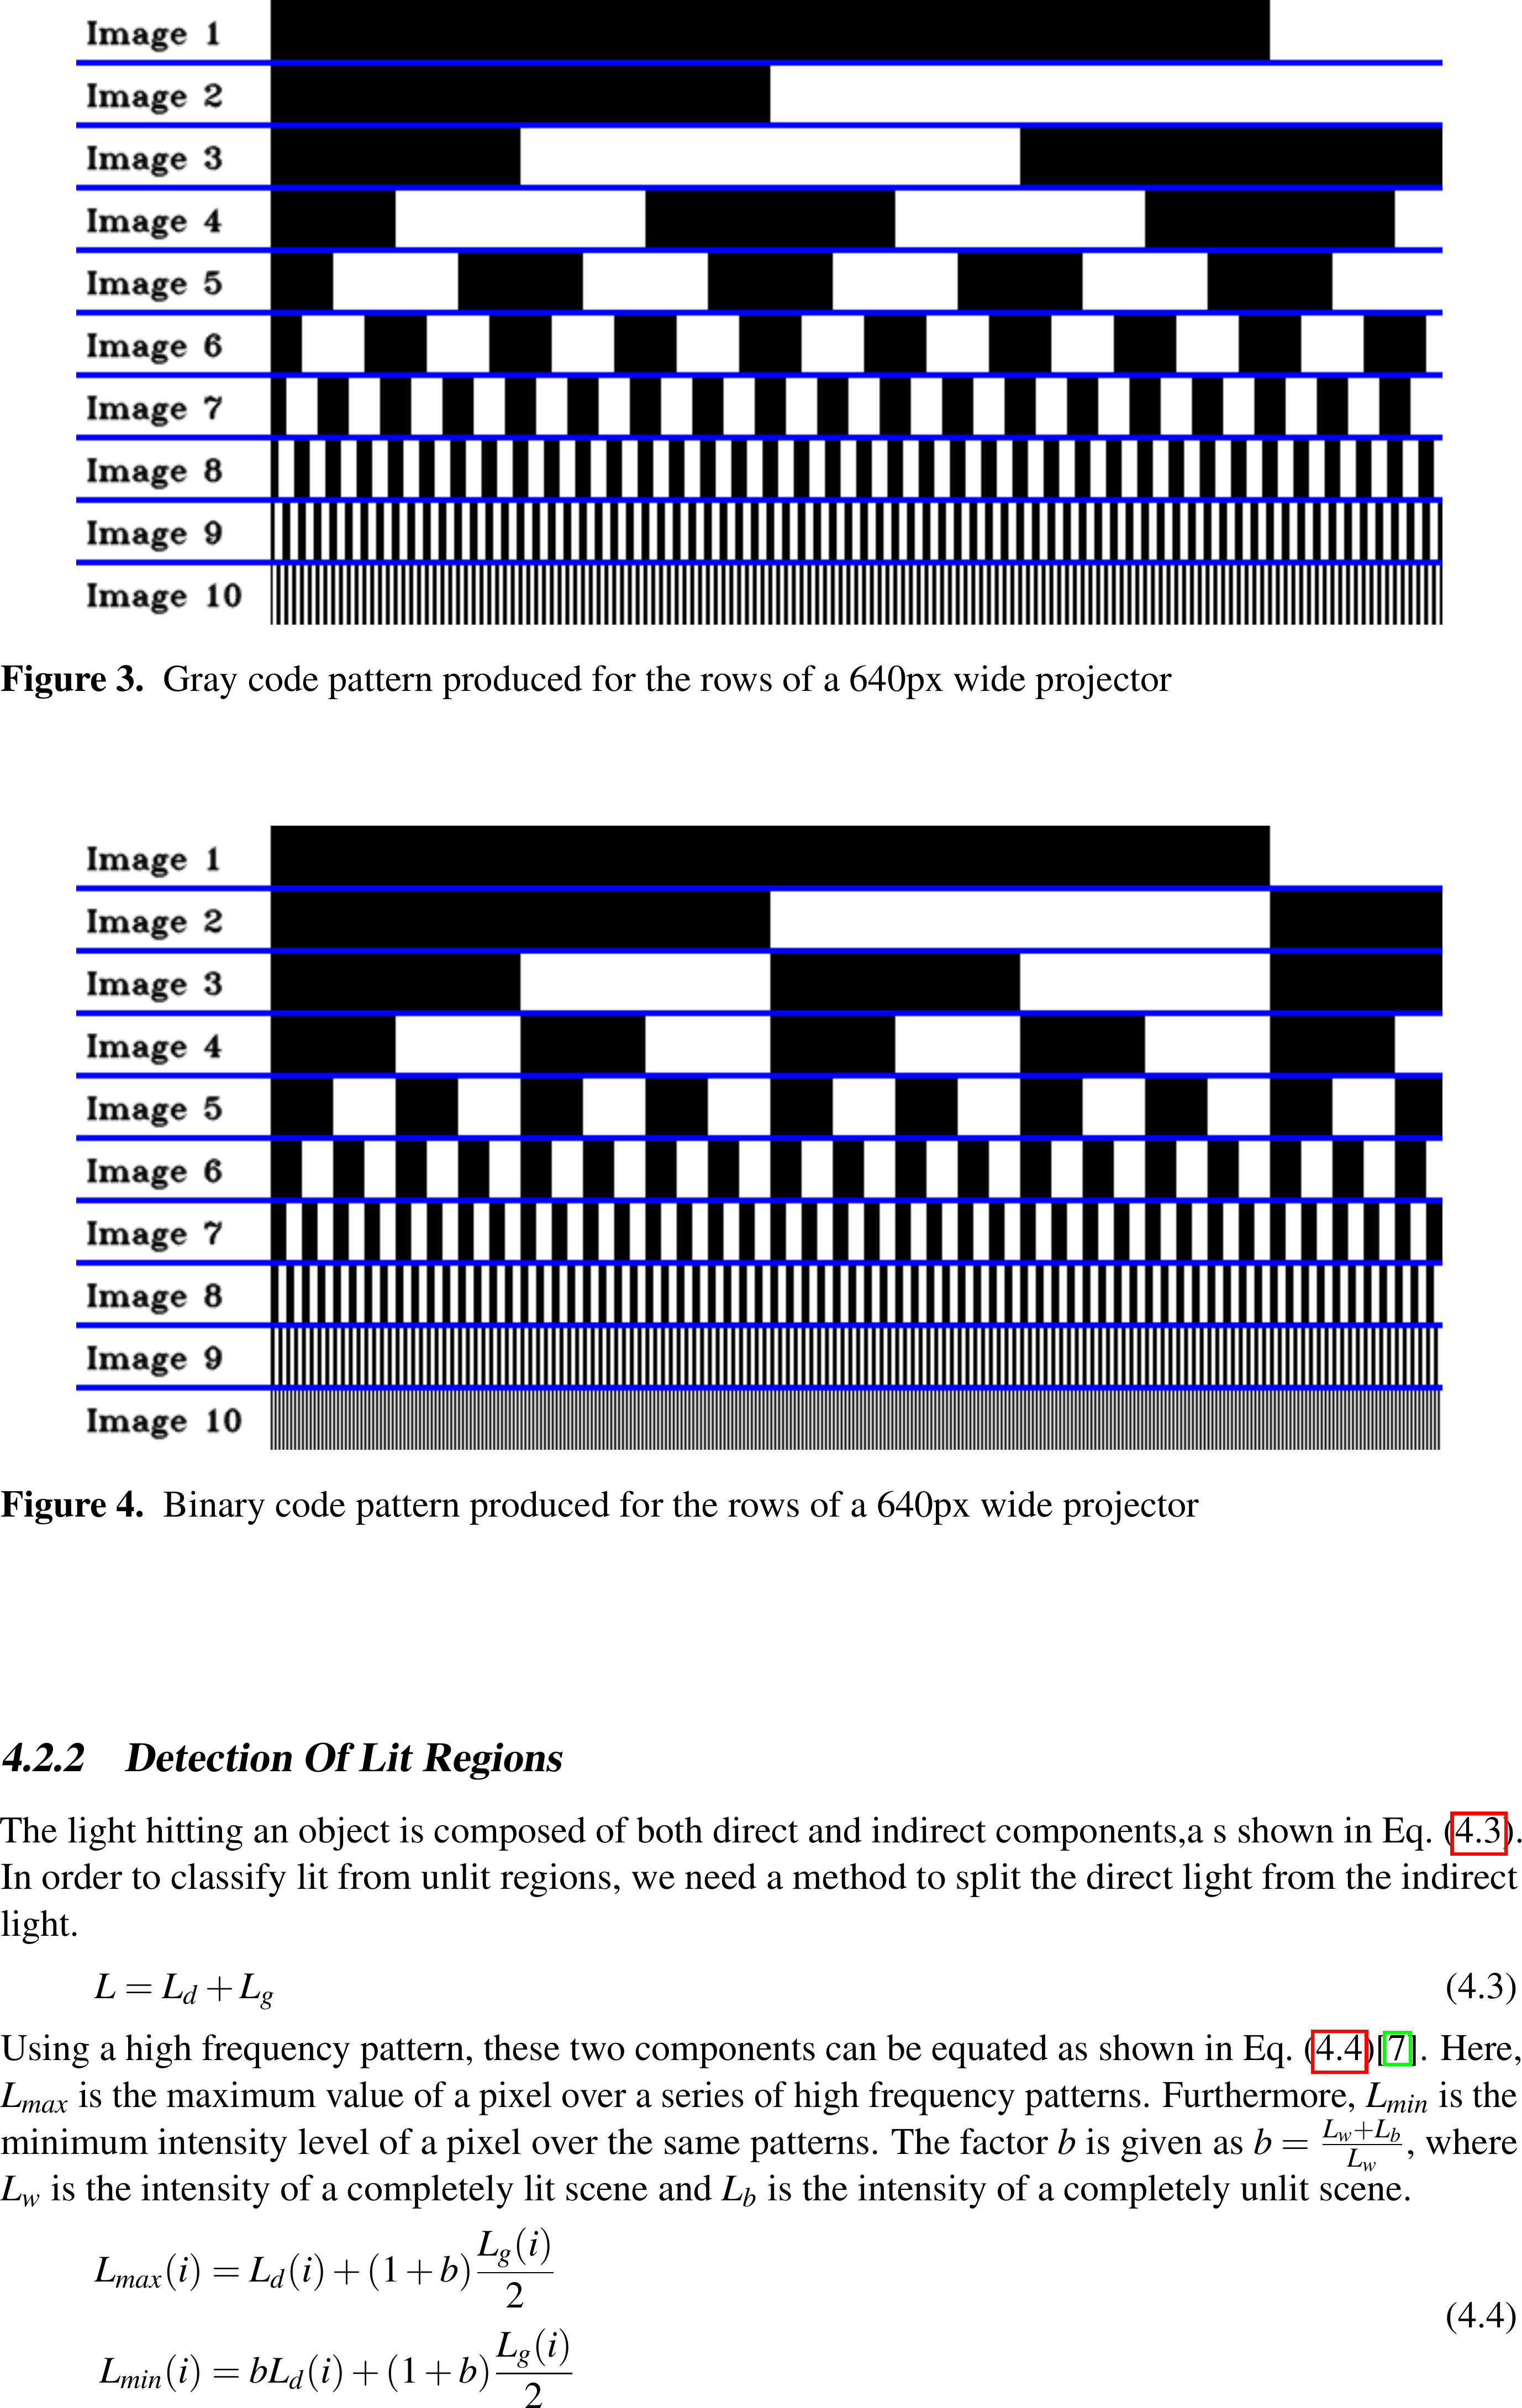 Image 1
Image 2
Image 3
Image 4
Image 5
Image 6
Image 7
Image 8
Image 9
Image 10
Figure 3. Gray code pattern produced for the rows of a 640px wide projector
Image 1
Image 2
Image 3
Image 4
Image 5
Image 6
Image 7
Image 8
Image 9
Image 10
Figure 4. Binary code pattern produced for the rows of a 640px wide projector
4.2.2 Detection Of Lit Regions
The light hitting an object is composed of both direct and indirect components,a s shown in Eq. (4.3).
In order to classify lit from unlit regions, we need a method to split the direct light from the indirect
light.
L = L_d + L_g (4.3)
Using a high frequency pattern, these two components can be equated as shown in Eq. (4.4)[7]. Here,
L_max is the maximum value of a pixel over a series of high frequency patterns. Furthermore, L_min is the
minimum intensity level of a pixel over the same patterns. The factor b is given as b = \frac{L_w+L_b}{L_w}, where
L_w is the intensity of a completely lit scene and L_b is the intensity of a completely unlit scene.
L_{max}(i) = L_d(i) + (1 + b)\frac{L_g(i)}{2}
(4.4)
L_{min}(i) = bL_d(i) + (1 + b)\frac{L_g(i)}{2}